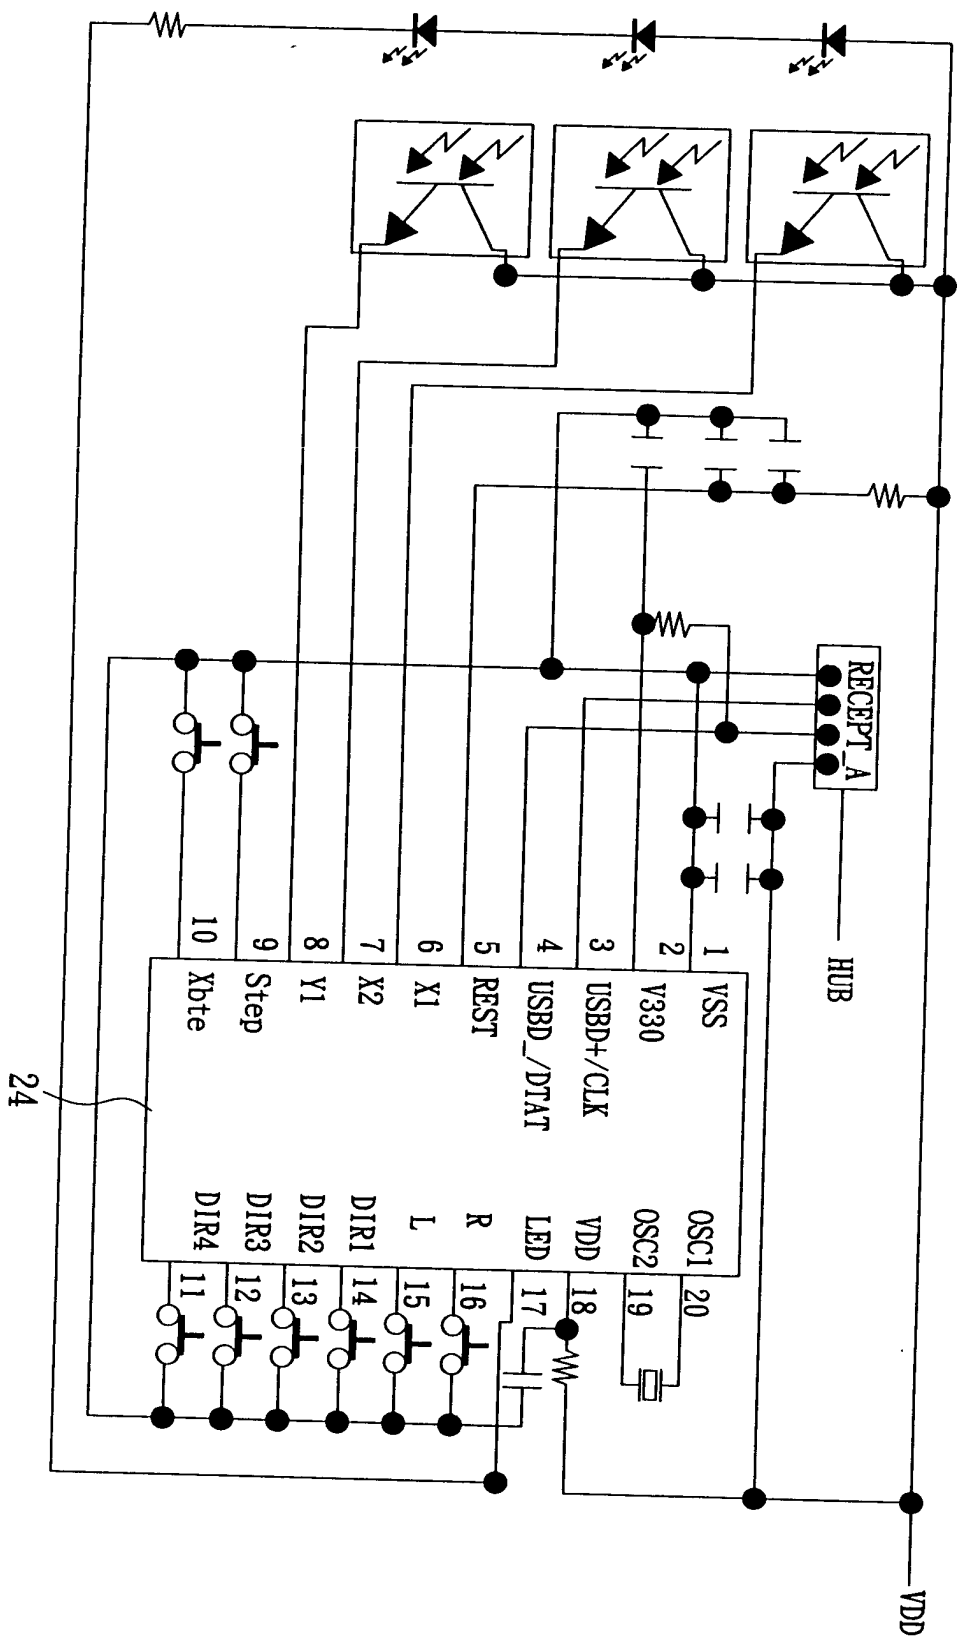 RECEPT_A
HUB
1 VSS
2 V330
3 USBD+/CLK
4 USBD_/DTAT
5 REST
6 X1
7 X2
8 Y1
9 Step
10 Xbte
OSC1 20
OSC2 19
VDD 18
LED 17
R 16
L 15
DIR1 14
DIR2 13
DIR3 12
DIR4 11
24
VDD